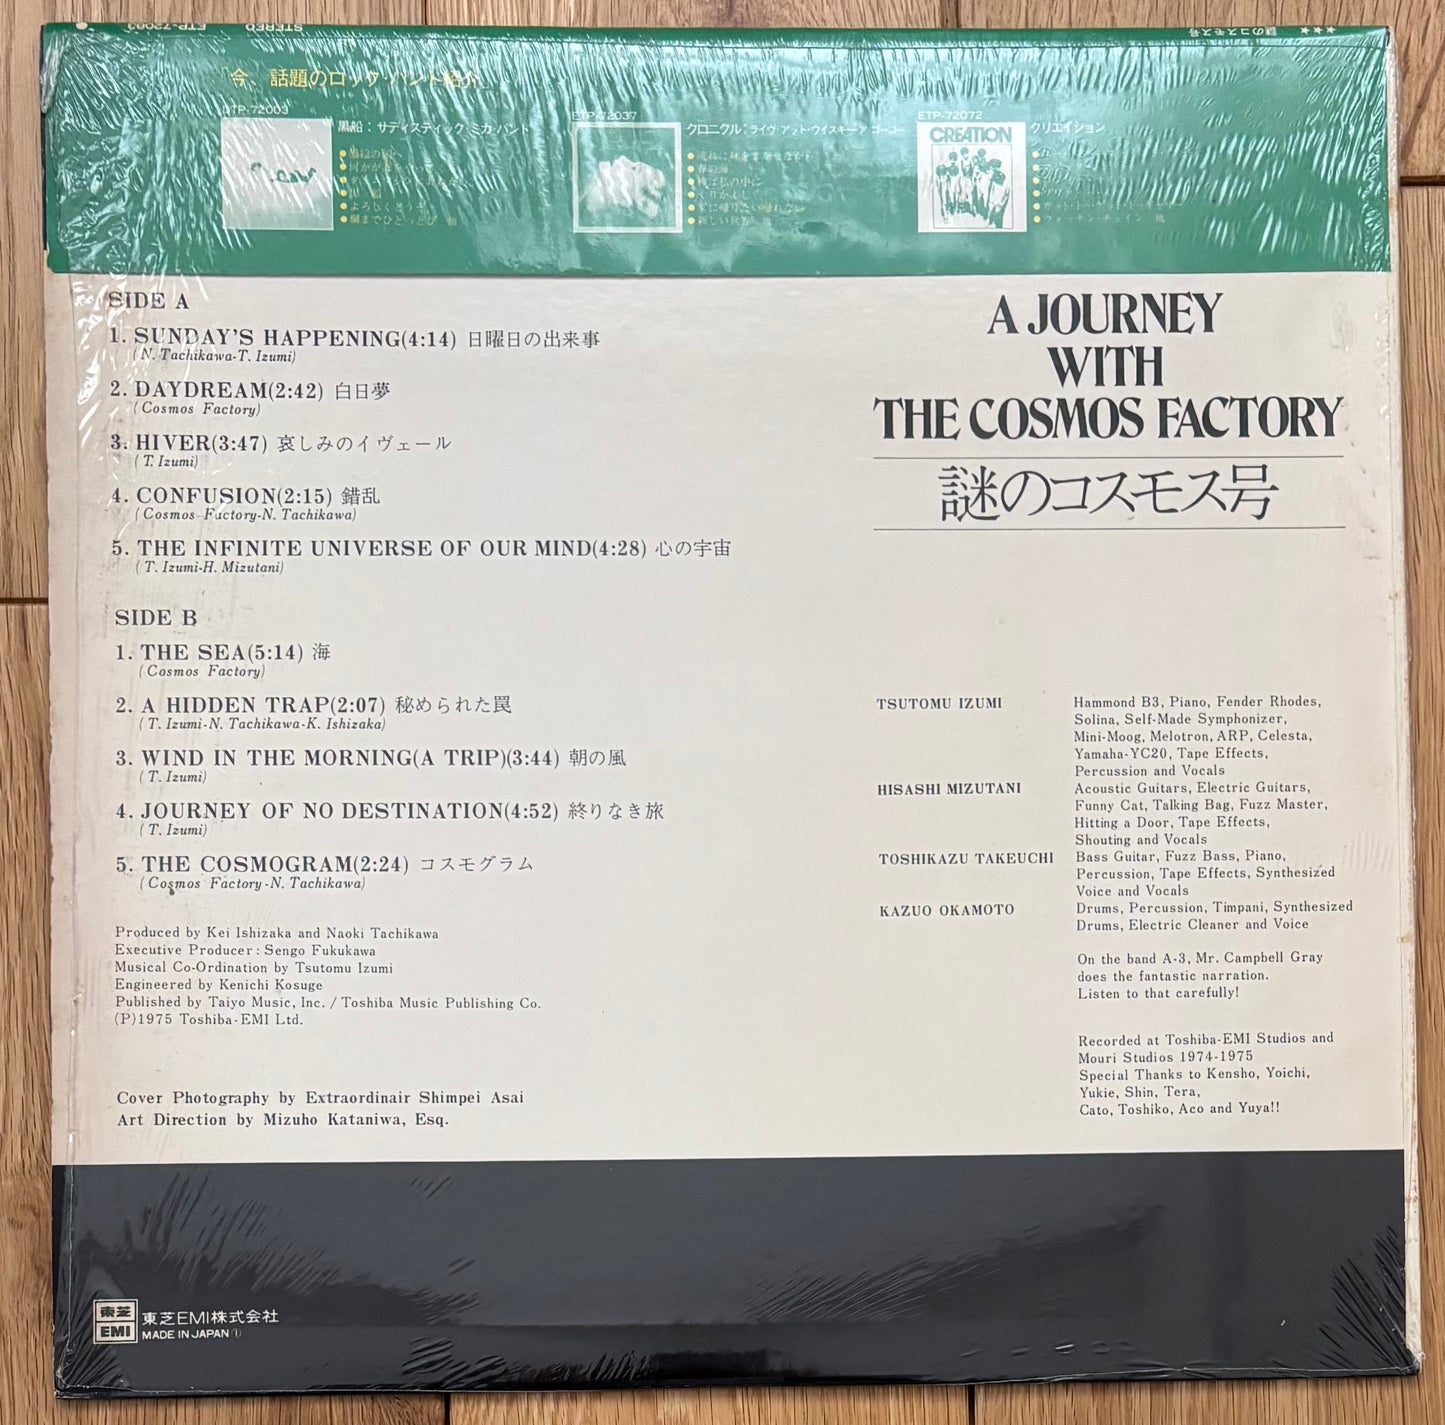 ETP-72003 STEREO 謎のコスモス号 ★★★
「今、話題のロック・バンド紹介」
ETP-72003
黒船：サディスティック・ミカ・バンド
よろしくどうぞ
ETP-72037
クロニクル：ライヴ・アット・ウイスキー・ア・ゴーゴー
ETP-72072
CREATION
クリエイション
SIDE A
1. SUNDAY'S HAPPENING(4:14) 日曜日の出来事
(N. Tachikawa-T. Izumi)
2. DAYDREAM(2:42) 白日夢
(Cosmos Factory)
3. HIVER(3:47) 哀しみのイヴェール
(T. Izumi)
4. CONFUSION(2:15) 錯乱
(Cosmos Factory-N. Tachikawa)
5. THE INFINITE UNIVERSE OF OUR MIND(4:28) 心の宇宙
(T. Izumi-H. Mizutani)
SIDE B
1. THE SEA(5:14) 海
(Cosmos Factory)
2. A HIDDEN TRAP(2:07) 秘められた罠
(T. Izumi-N. Tachikawa-K. Ishizaka)
3. WIND IN THE MORNING(A TRIP)(3:44) 朝の風
(T. Izumi)
4. JOURNEY OF NO DESTINATION(4:52) 終りなき旅
(T. Izumi)
5. THE COSMOGRAM(2:24) コスモグラム
(Cosmos Factory-N. Tachikawa)
Produced by Kei Ishizaka and Naoki Tachikawa
Executive Producer: Sengo Fukukawa
Musical Co-Ordination by Tsutomu Izumi
Engineered by Kenichi Kosuge
Published by Taiyo Music, Inc. / Toshiba Music Publishing Co.
(P)1975 Toshiba-EMI Ltd.
Cover Photography by Extraordinair Shimpei Asai
Art Direction by Mizuho Kataniwa, Esq.
A JOURNEY
WITH
THE COSMOS FACTORY
謎のコスモス号
TSUTOMU IZUMI Hammond B3, Piano, Fender Rhodes,
Solina, Self-Made Symphonizer,
Mini-Moog, Melotron, ARP, Celesta,
Yamaha-YC20, Tape Effects,
Percussion and Vocals
HISASHI MIZUTANI Acoustic Guitars, Electric Guitars,
Funny Cat, Talking Bag, Fuzz Master,
Hitting a Door, Tape Effects,
Shouting and Vocals
TOSHIKAZU TAKEUCHI Bass Guitar, Fuzz Bass, Piano,
Percussion, Tape Effects, Synthesized
Voice and Vocals
KAZUO OKAMOTO Drums, Percussion, Timpani, Synthesized
Drums, Electric Cleaner and Voice
On the band A-3, Mr. Campbell Gray
does the fantastic narration.
Listen to that carefully!
Recorded at Toshiba-EMI Studios and
Mouri Studios 1974-1975
Special Thanks to Kensho, Yoichi,
Yukie, Shin, Tera,
Cato, Toshiko, Aco and Yuya!!
東芝
EMI
東芝EMI株式会社
MADE IN JAPAN ①